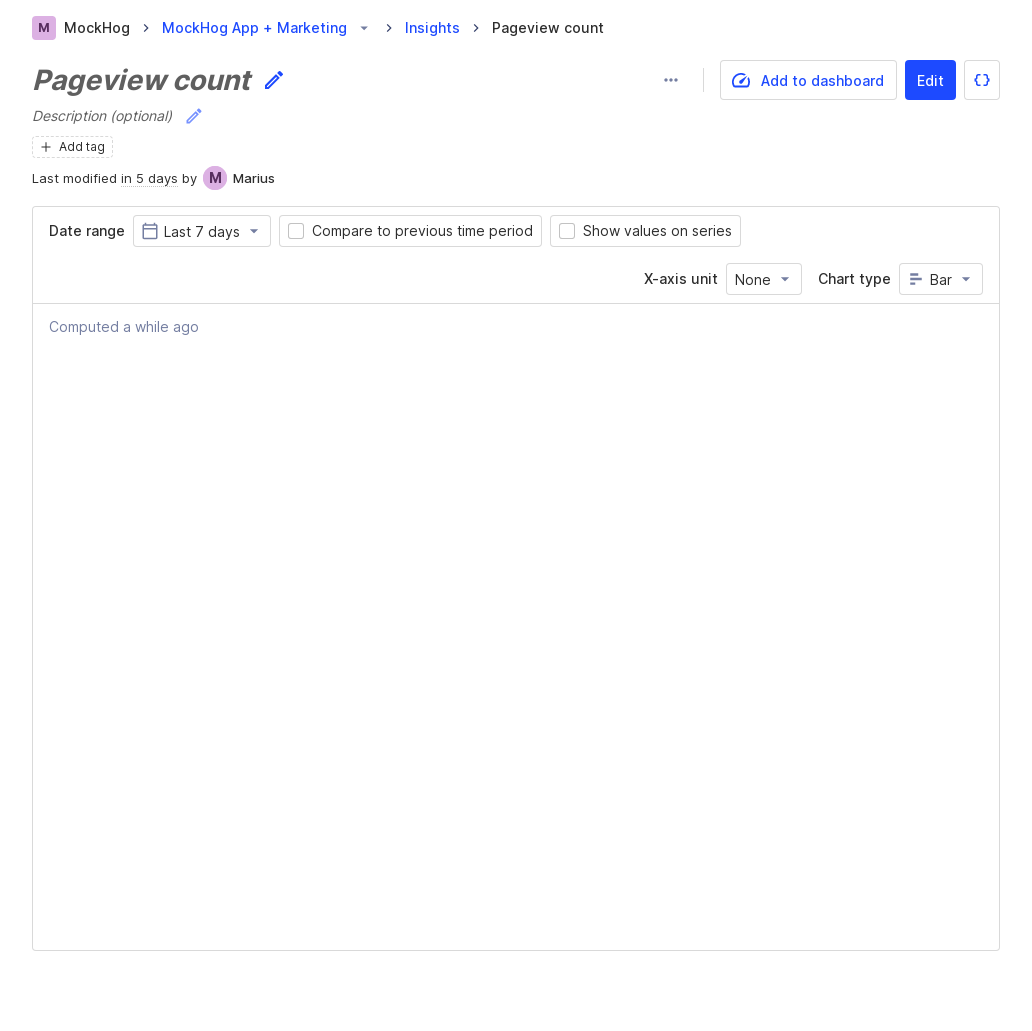 M MockHog MockHog App + Marketing Insights Pageview count
Pageview count
Add to dashboard Edit {}
Description (optional)
Add tag
Last modified in 5 days by M Marius
Date range Last 7 days Compare to previous time period Show values on series
X-axis unit None Chart type Bar
Computed a while ago